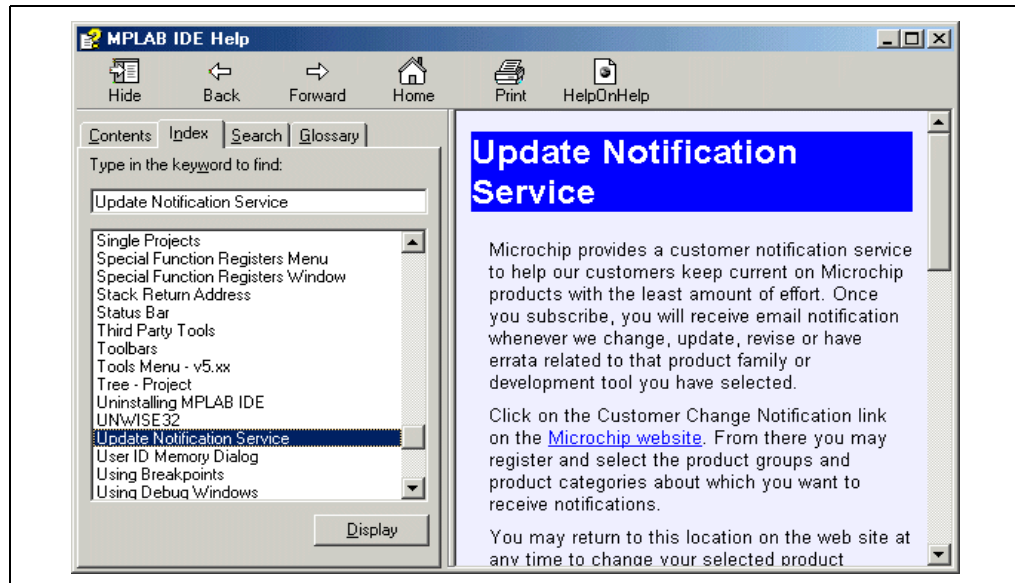 MPLAB IDE Help
Hide Back Forward Home Print HelpOnHelp
Contents Index Search Glossary
Type in the keyword to find:
Update Notification Service
Single Projects
Special Function Registers Menu
Special Function Registers Window
Stack Return Address
Status Bar
Third Party Tools
Toolbars
Tools Menu - v5.xx
Tree - Project
Uninstalling MPLAB IDE
UNWISE32
Update Notification Service
User ID Memory Dialog
Using Breakpoints
Using Debug Windows
Display
Update Notification
Service
Microchip provides a customer notification service
to help our customers keep current on Microchip
products with the least amount of effort. Once
you subscribe, you will receive email notification
whenever we change, update, revise or have
errata related to that product family or
development tool you have selected.
Click on the Customer Change Notification link
on the Microchip website. From there you may
register and select the product groups and
product categories about which you want to
receive notifications.
You may return to this location on the web site at
any time to change your selected product